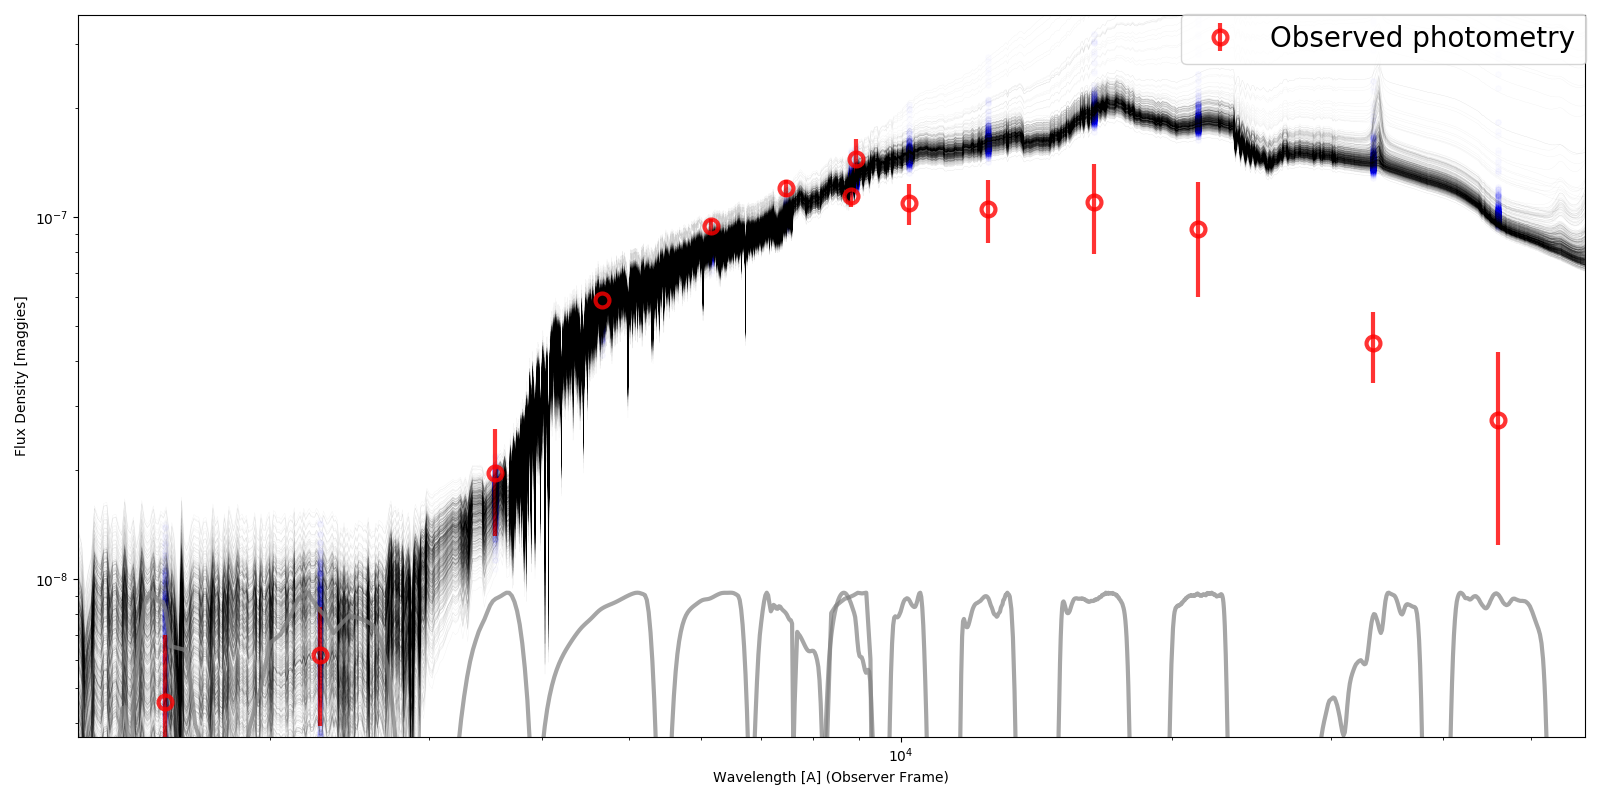 Observed photometry
Flux Density [maggies]
10⁻⁷
10⁻⁸
10⁴
Wavelength [A] (Observer Frame)